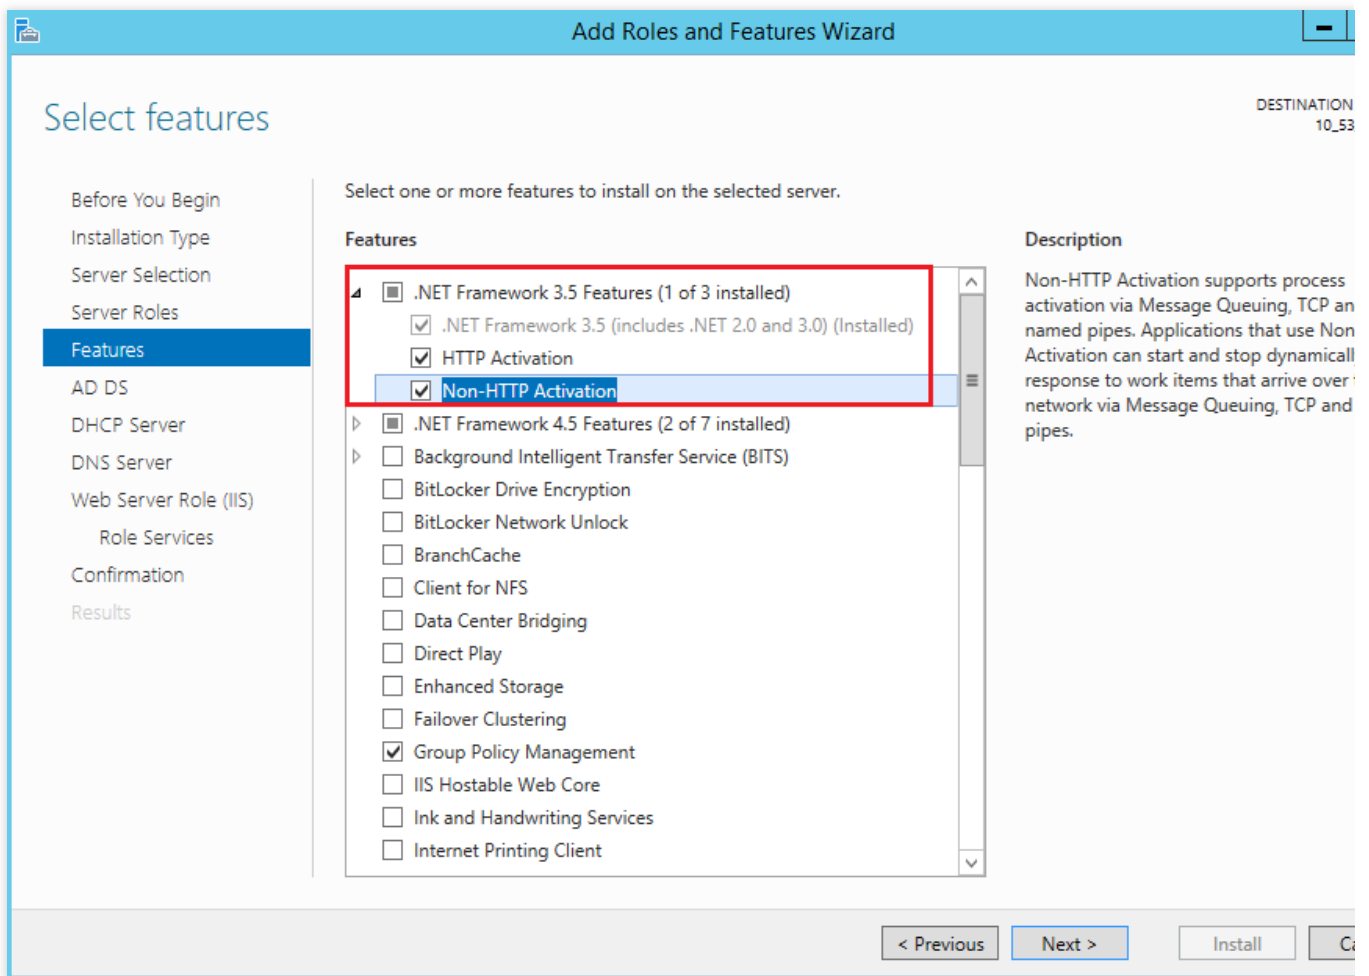 Add Roles and Features Wizard
Select features
DESTINATION
10_53
Before You Begin
Installation Type
Server Selection
Server Roles
Features
AD DS
DHCP Server
DNS Server
Web Server Role (IIS)
Role Services
Confirmation
Results
Select one or more features to install on the selected server.
Features
.NET Framework 3.5 Features (1 of 3 installed)
.NET Framework 3.5 (includes .NET 2.0 and 3.0) (Installed)
HTTP Activation
Non-HTTP Activation
.NET Framework 4.5 Features (2 of 7 installed)
Background Intelligent Transfer Service (BITS)
BitLocker Drive Encryption
BitLocker Network Unlock
BranchCache
Client for NFS
Data Center Bridging
Direct Play
Enhanced Storage
Failover Clustering
Group Policy Management
IIS Hostable Web Core
Ink and Handwriting Services
Internet Printing Client
Description
Non-HTTP Activation supports process
activation via Message Queuing, TCP an
named pipes. Applications that use Non
Activation can start and stop dynamicall
response to work items that arrive over
network via Message Queuing, TCP and
pipes.
< Previous
Next >
Install
Ca